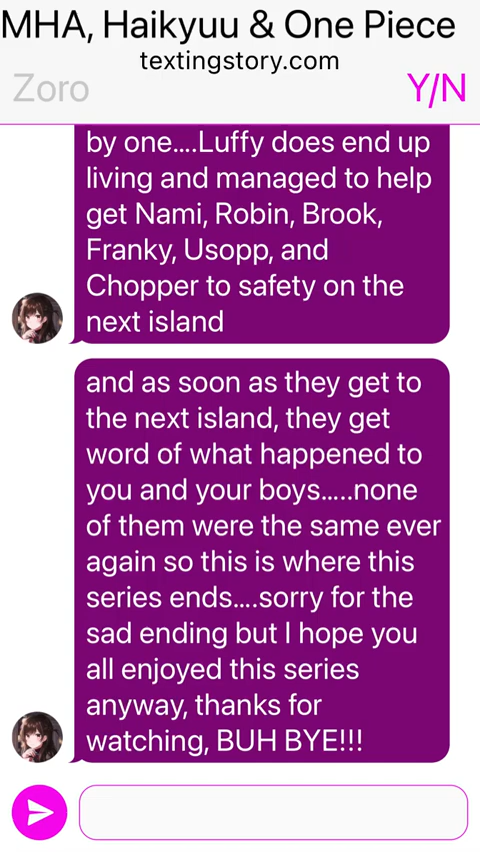 MHA, Haikyuu & One Piece
textingstory.com
Zoro
Y/N
by one....Luffy does end up
living and managed to help
get Nami, Robin, Brook,
Franky, Usopp, and
Chopper to safety on the
next island
and as soon as they get to
the next island, they get
word of what happened to
you and your boys.....none
of them were the same ever
again so this is where this
series ends....sorry for the
sad ending but I hope you
all enjoyed this series
anyway, thanks for
watching, BUH BYE!!!